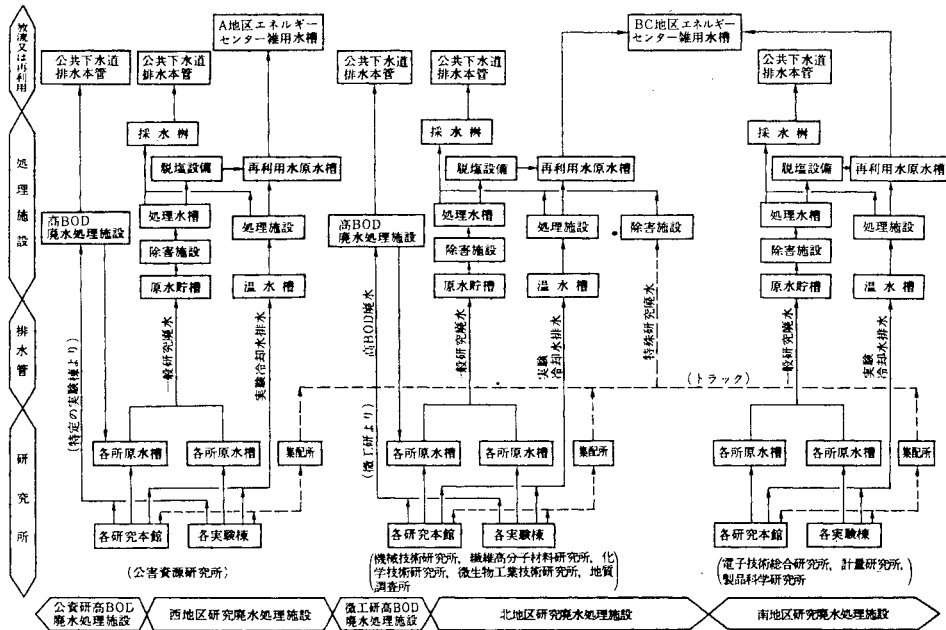 放流又は再利用
処理施設
排水管
研究所
公共下水道
排水本管
公共下水道
排水本管
A地区エネルギー
センター雑用水槽
採水桝
脱塩設備
再利用水原水槽
高BOD
廃水処理施設
処理水槽
処理施設
除害施設
原水貯槽
温水槽
(特定の実験棟より)
一般研究廃水
実験冷却水排水
各所原水槽
各所原水槽
集配所
各研究本館
各実験棟
(公害資源研究所)
公共下水道
排水本管
公共下水道
排水本管
BC地区エネルギー
センター雑用水槽
採水桝
脱塩設備
再利用水原水槽
高BOD
廃水処理施設
処理水槽
処理施設
除害施設
除害施設
原水貯槽
温水槽
高BOD廃水
(微工研より)
一般研究廃水
実験
冷却水排水
特殊研究廃水
(トラック)
各所原水槽
各所原水槽
集配所
各研究本館
各実験棟
(機械技術研究所、繊維高分子材料研究所、化
学技術研究所、微生物工業技術研究所、地質
調査所)
公共下水道
排水本管
採水桝
脱塩設備
再利用水原水槽
処理水槽
処理施設
除害施設
原水貯槽
温水槽
一般研究廃水
実験冷却水排水
各所原水槽
各所原水槽
集配所
各研究本館
各実験棟
(電子技術総合研究所、計量研究所、
製品科学研究所)
公資研高BOD
廃水処理施設
西地区研究廃水処理施設
微工研高BOD
廃水処理施設
北地区研究廃水処理施設
南地区研究廃水処理施設